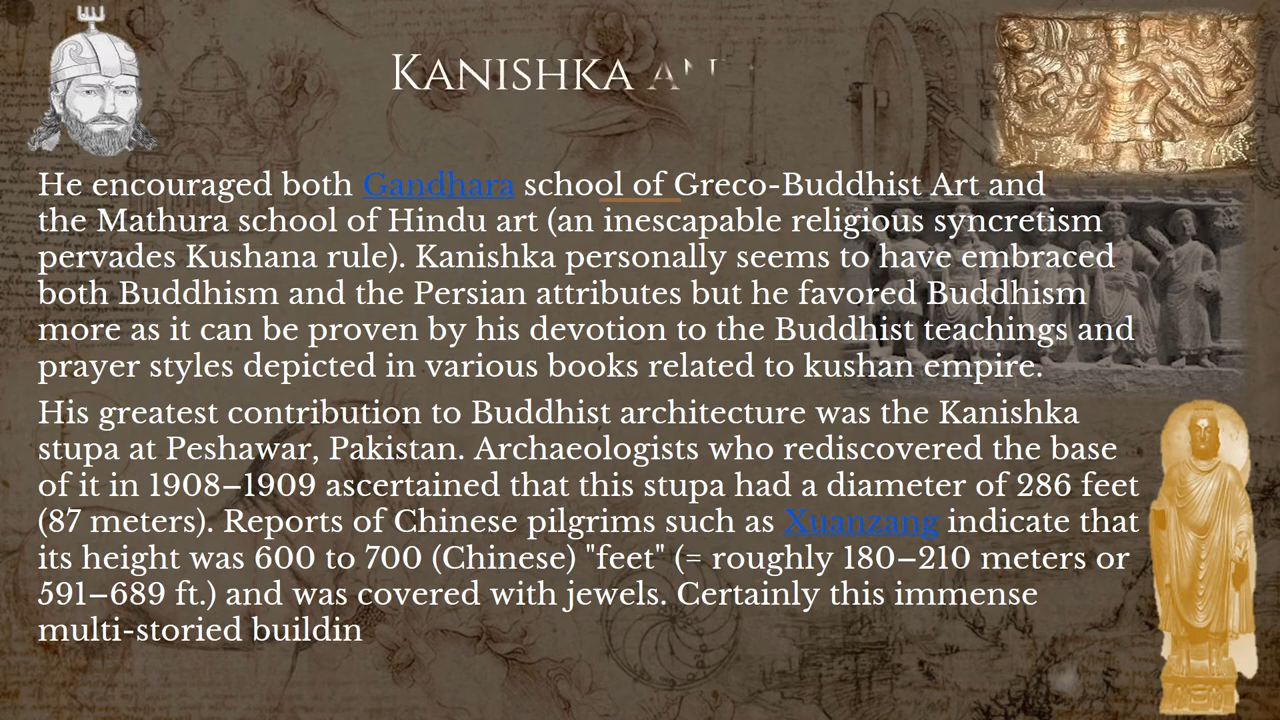 Kanishka an
He encouraged both Gandhara school of Greco-Buddhist Art and
the Mathura school of Hindu art (an inescapable religious syncretism
pervades Kushana rule). Kanishka personally seems to have embraced
both Buddhism and the Persian attributes but he favored Buddhism
more as it can be proven by his devotion to the Buddhist teachings and
prayer styles depicted in various books related to kushan empire.
His greatest contribution to Buddhist architecture was the Kanishka
stupa at Peshawar, Pakistan. Archaeologists who rediscovered the base
of it in 1908–1909 ascertained that this stupa had a diameter of 286 feet
(87 meters). Reports of Chinese pilgrims such as Xuanzang indicate that
its height was 600 to 700 (Chinese) "feet" (= roughly 180–210 meters or
591–689 ft.) and was covered with jewels. Certainly this immense
multi-storied buildin